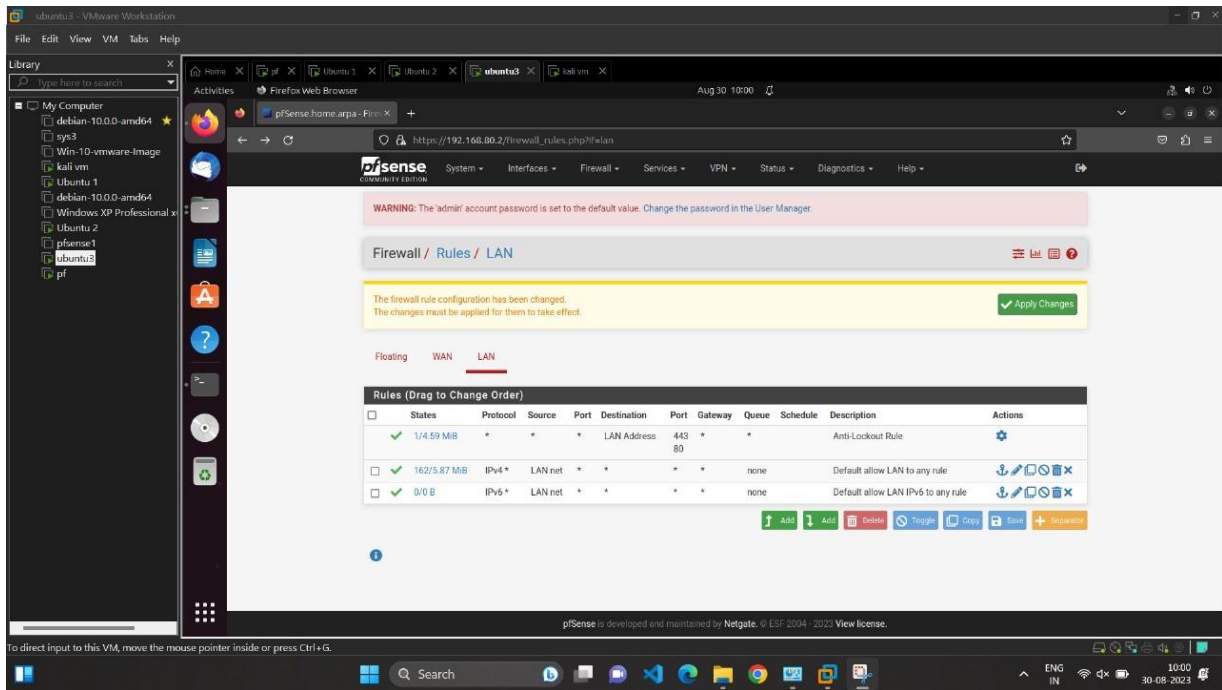 ubuntu3 - VMware Workstation
File Edit View VM Tabs Help
Library X
Type here to search
My Computer
debian-10.0.0-amd64
sys3
Win-10-vmware-Image
kali vm
Ubuntu 1
debian-10.0.0-amd64
Windows XP Professional x
Ubuntu 2
pfsense1
ubuntu3
pf
Home X pf X Ubuntu 1 X Ubuntu 2 X ubuntu3 X kali vm X
Activities Firefox Web Browser Aug 30 10:00
pfSense.home.arpa - Fire X +
https://192.168.80.2/firewall_rules.php?if=lan
pfsense System Interfaces Firewall Services VPN Status Diagnostics Help
COMMUNITY EDITION
WARNING: The 'admin' account password is set to the default value. Change the password in the User Manager.
Firewall / Rules / LAN
The firewall rule configuration has been changed.
The changes must be applied for them to take effect.
Apply Changes
Floating WAN LAN
Rules (Drag to Change Order)
States Protocol Source Port Destination Port Gateway Queue Schedule Description Actions
1/4.59 MiB * * * LAN Address 443 * * Anti-Lockout Rule
80
162/5.87 MiB IPv4 * LAN net * * * * none Default allow LAN to any rule
0/0 B IPv6 * LAN net * * * * none Default allow LAN IPv6 to any rule
Add Add Delete Toggle Copy Save Separator
pfSense is developed and maintained by Netgate. © ESF 2004 - 2023 View license.
To direct input to this VM, move the mouse pointer inside or press Ctrl+G.
Search
ENG
IN
10:00
30-08-2023